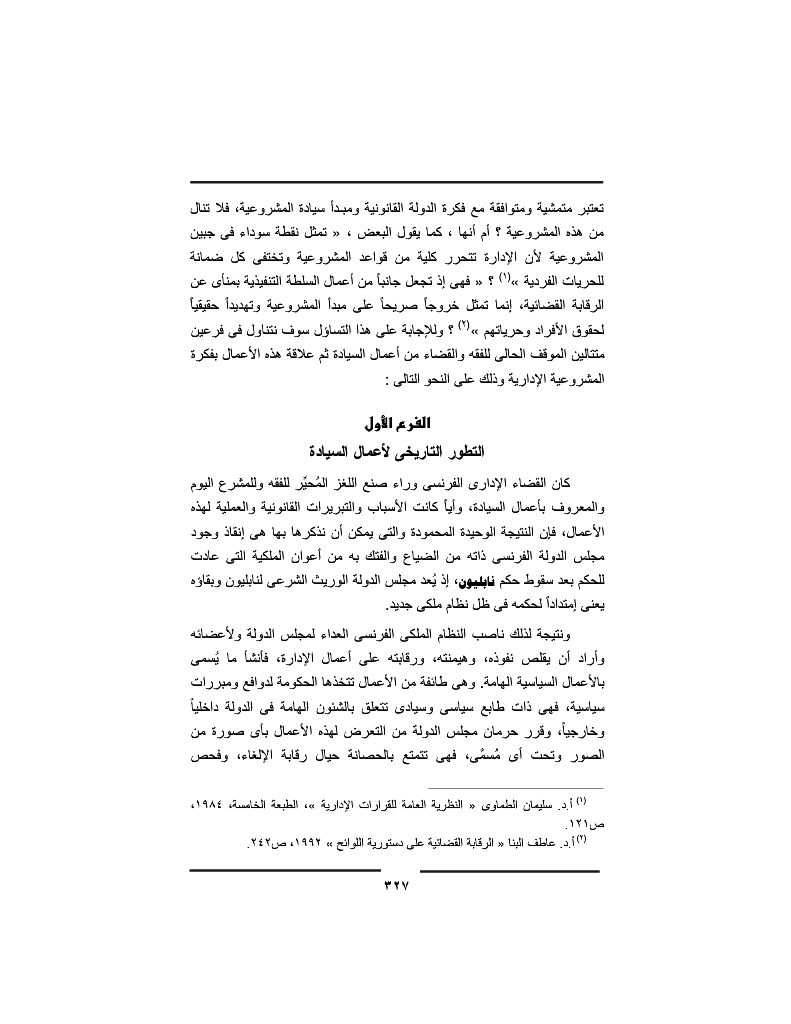 تعتبر متمشية ومتوافقة مع فكرة الدولة القانونية ومبدأ سيادة المشروعية، فلا تنال
من هذه المشروعية ؟ أم أنها ، كما يقول البعض ، « تمثل نقطة سوداء فى جبين
المشروعية لأن الإدارة تتحرر كلية من قواعد المشروعية وتختفى كل ضمانة
للحريات الفردية »(١) ؟ « فهى إذ تجعل جانباً من أعمال السلطة التنفيذية بمنأى عن
الرقابة القضائية، إنما تمثل خروجاً صريحاً على مبدأ المشروعية وتهديداً حقيقياً
لحقوق الأفراد وحرياتهم »(٢) ؟ وللإجابة على هذا التساؤل سوف نتناول فى فرعين
متتالين الموقف الحالى للفقه والقضاء من أعمال السيادة ثم علاقة هذه الأعمال بفكرة
المشروعية الإدارية وذلك على النحو التالى :
الفرع الأول
التطور التاريخى لأعمال السيادة
كان القضاء الإدارى الفرنسى وراء صنع اللغز المُحيِّر للفقه وللمشرع اليوم
والمعروف بأعمال السيادة، وأياً كانت الأسباب والتبريرات القانونية والعملية لهذه
الأعمال، فإن النتيجة الوحيدة المحمودة والتى يمكن أن نذكرها بها هى إنقاذ وجود
مجلس الدولة الفرنسى ذاته من الضياع والفتك به من أعوان الملكية التى عادت
للحكم بعد سقوط حكم نابليون، إذ يُعد مجلس الدولة الوريث الشرعى لنابليون وبقاؤه
يعنى إمتداداً لحكمه فى ظل نظام ملكى جديد.
ونتيجة لذلك ناصب النظام الملكى الفرنسى العداء لمجلس الدولة ولأعضائه
وأراد أن يقلص نفوذه، وهيمنته، ورقابته على أعمال الإدارة، فأنشأ ما يُسمى
بالأعمال السياسية الهامة. وهى طائفة من الأعمال تتخذها الحكومة لدوافع ومبررات
سياسية، فهى ذات طابع سياسى وسيادى تتعلق بالشئون الهامة فى الدولة داخلياً
وخارجياً، وقرر حرمان مجلس الدولة من التعرض لهذه الأعمال بأى صورة من
الصور وتحت أى مُسمَّى، فهى تتمتع بالحصانة حيال رقابة الإلغاء، وفحص
(١) أ.د. سليمان الطماوى « النظرية العامة للقرارات الإدارية »، الطبعة الخامسة، ١٩٨٤،
ص١٢١.
(٢) أ.د. عاطف البنا « الرقابة القضائية على دستورية اللوائح » ١٩٩٢، ص٢٤٢.
٣٢٧